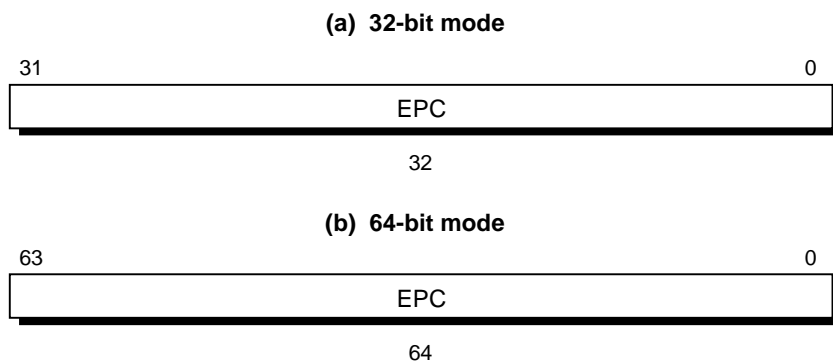 (a) 32-bit mode
31 0
EPC
32
(b) 64-bit mode
63 0
EPC
64